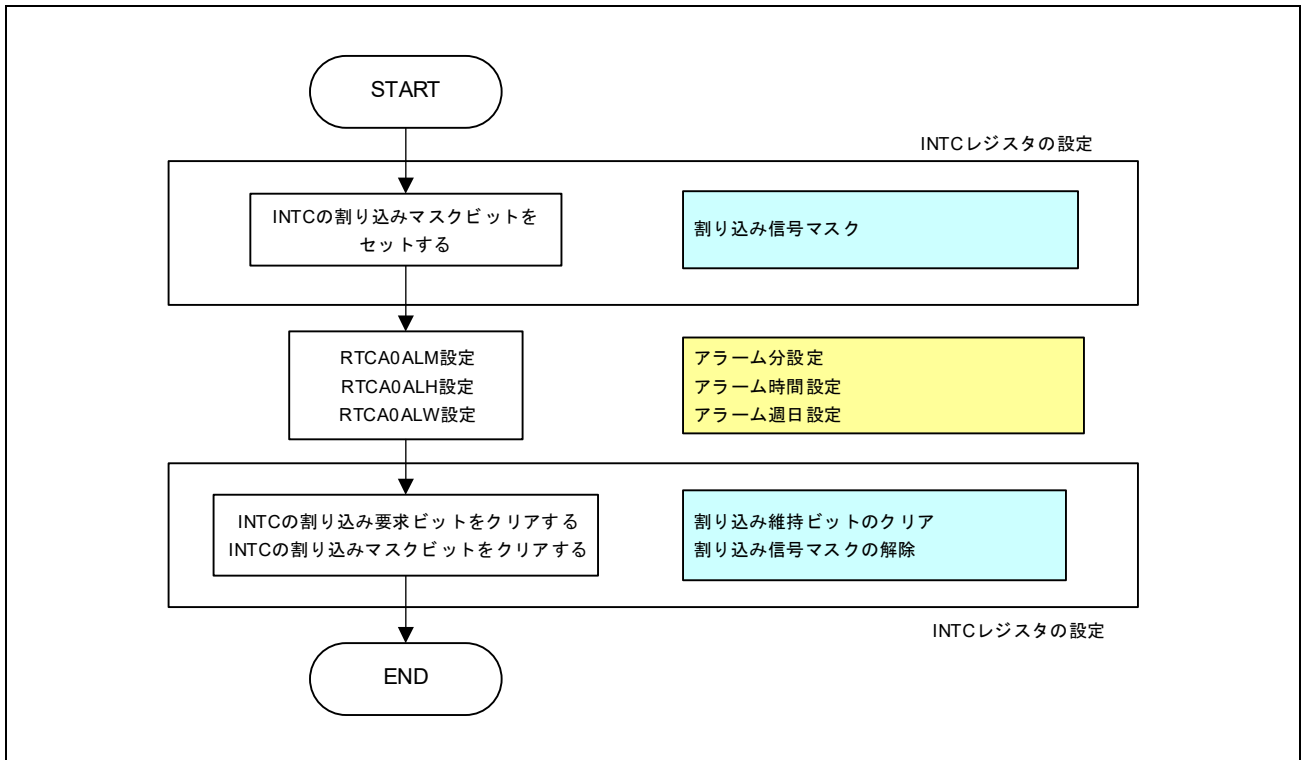 START
INTCレジスタの設定
INTCの割り込みマスクビットを
セットする
割り込み信号マスク
RTCA0ALM設定
RTCA0ALH設定
RTCA0ALW設定
アラーム分設定
アラーム時間設定
アラーム週日設定
INTCの割り込み要求ビットをクリアする
INTCの割り込みマスクビットをクリアする
割り込み維持ビットのクリア
割り込み信号マスクの解除
INTCレジスタの設定
END